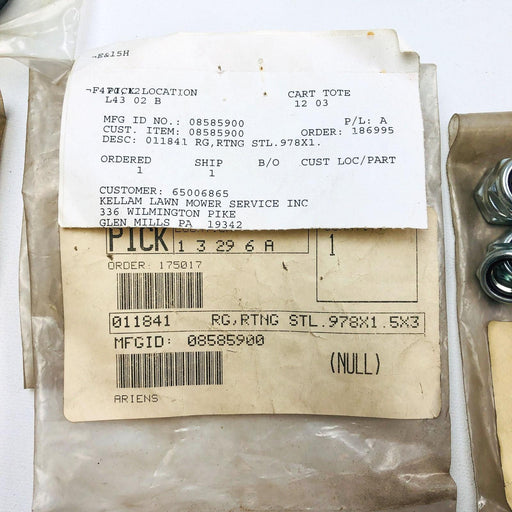 ¬E&15H
PICK LOCATION CART TOTE
L43 02 B 12 03
MFG ID NO.: 08585900 P/L: A
CUST. ITEM: 08585900 ORDER: 186995
DESC: 011841 RG,RTNG STL.978X1.
ORDERED SHIP B/O CUST LOC/PART
1 1
CUSTOMER: 65006865
KELLAM LAWN MOWER SERVICE INC
336 WILMINGTON PIKE
GLEN MILLS PA 19342
PICK 1 3 29 6 A 1
ORDER: 175017
011841 RG,RTNG STL.978X1.5X3
MFGID: 08585900
(NULL)
ARIENS